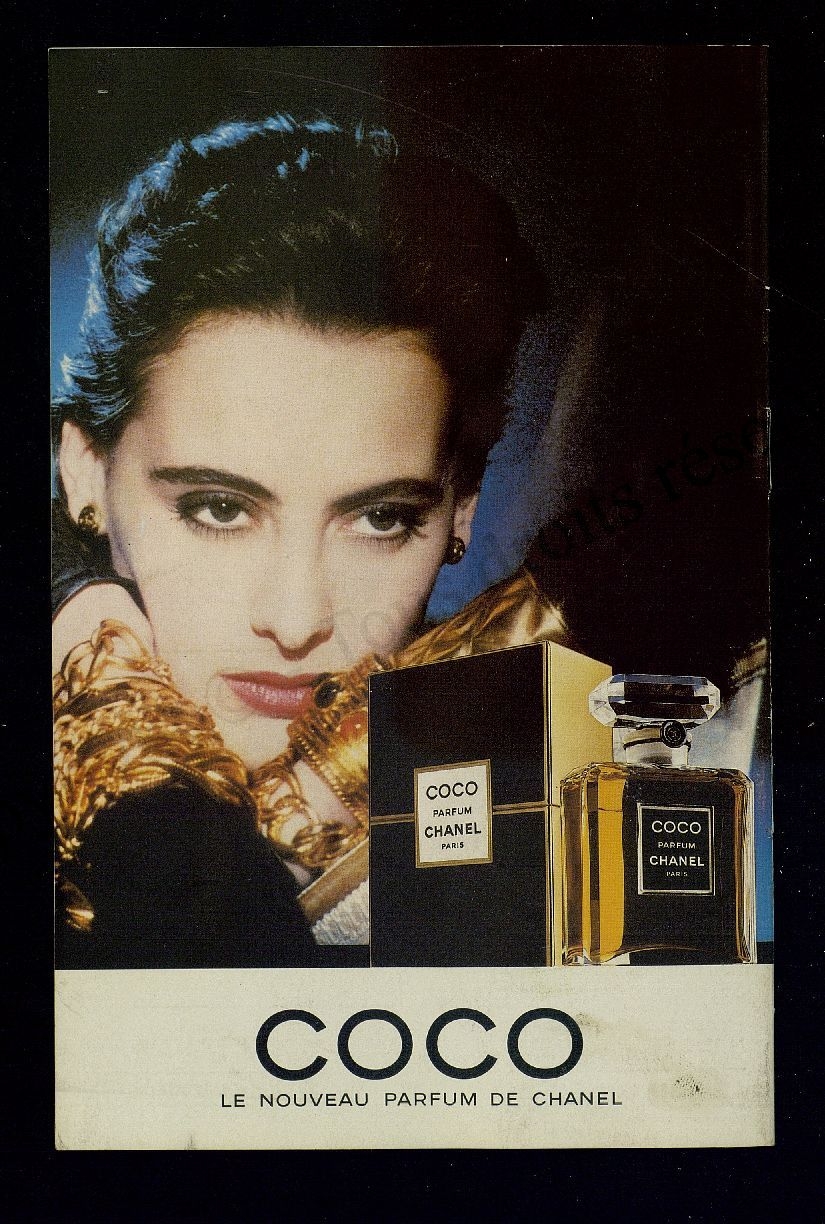 COCO
PARFUM
CHANEL
PARIS
COCO
PARFUM
CHANEL
PARIS
COCO
LE NOUVEAU PARFUM DE CHANEL